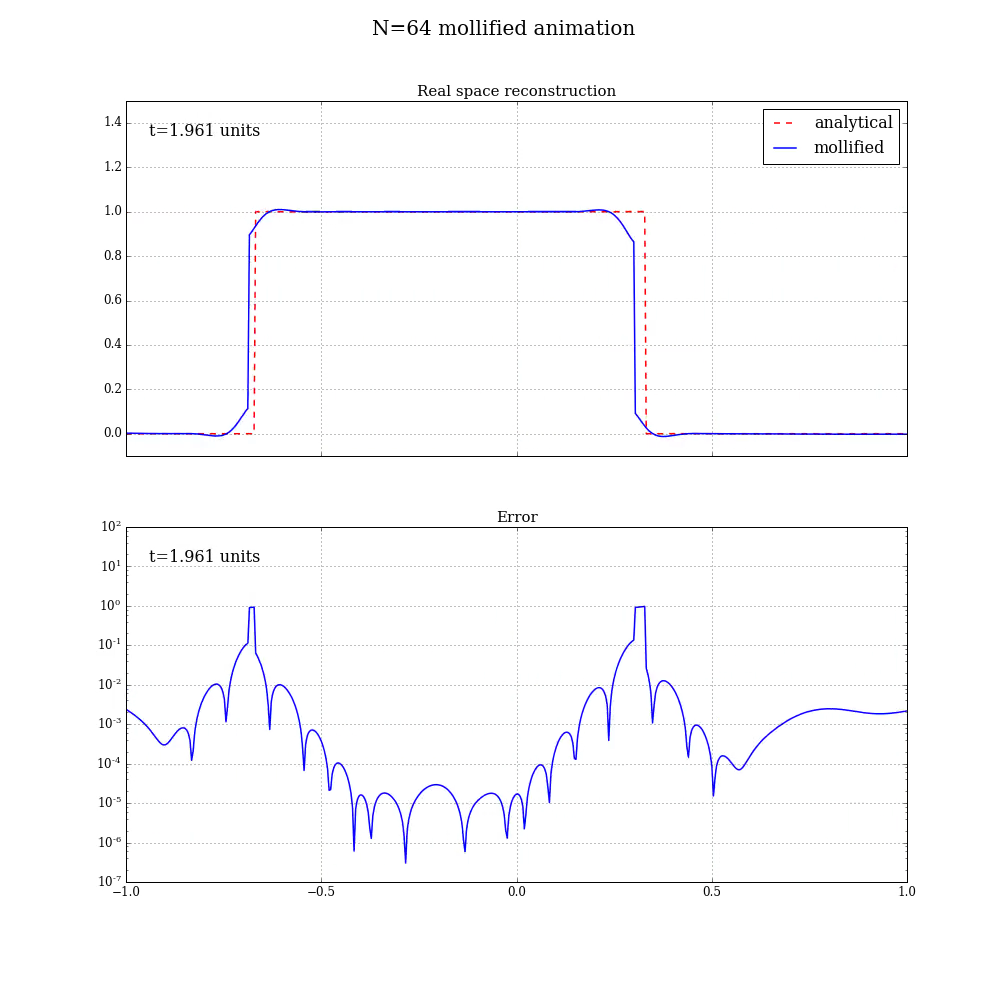 N=64 mollified animation
Real space reconstruction
1.4
t=1.961 units
analytical
mollified
1.2
1.0
0.8
0.6
0.4
0.2
0.0
Error
10²
t=1.961 units
10¹
10⁰
10⁻¹
10⁻²
10⁻³
10⁻⁴
10⁻⁵
10⁻⁶
10⁻⁷
−1.0 −0.5 0.0 0.5 1.0